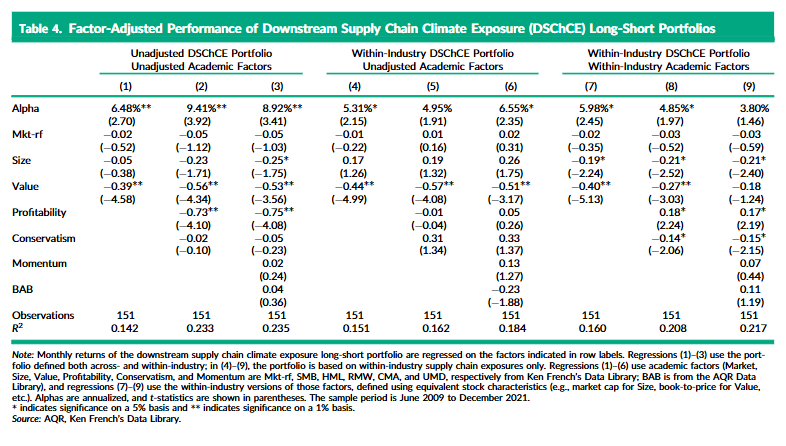 Table 4. Factor-Adjusted Performance of Downstream Supply Chain Climate Exposure (DSChCE) Long-Short Portfolios
Unadjusted DSChCE Portfolio Within-Industry DSChCE Portfolio Within-Industry DSChCE Portfolio
Unadjusted Academic Factors Unadjusted Academic Factors Within-Industry Academic Factors
(1) (2) (3) (4) (5) (6) (7) (8) (9)
Alpha 6.48%** 9.41%** 8.92%** 5.31%* 4.95% 6.55%* 5.98%* 4.85%* 3.80%
(2.70) (3.92) (3.41) (2.15) (1.91) (2.35) (2.45) (1.97) (1.46)
Mkt-rf −0.02 −0.05 −0.05 −0.01 0.01 0.02 −0.02 −0.03 −0.03
(−0.52) (−1.12) (−1.03) (−0.22) (0.16) (0.31) (−0.35) (−0.52) (−0.59)
Size −0.05 −0.23 −0.25* 0.17 0.19 0.26 −0.19* −0.21* −0.21*
(−0.38) (−1.71) (−1.75) (1.26) (1.32) (1.75) (−2.24) (−2.52) (−2.40)
Value −0.39** −0.56** −0.53** −0.44** −0.57** −0.51** −0.40** −0.27** −0.18
(−4.58) (−4.34) (−3.56) (−4.99) (−4.08) (−3.17) (−5.13) (−3.03) (−1.24)
Profitability −0.73** −0.75** −0.01 0.05 0.18* 0.17*
(−4.10) (−4.08) (−0.04) (0.26) (2.24) (2.19)
Conservatism −0.02 −0.05 0.31 0.33 −0.14* −0.15*
(−0.10) (−0.23) (1.34) (1.37) (−2.06) (−2.15)
Momentum 0.02 0.13 0.07
(0.24) (1.27) (0.44)
BAB 0.04 −0.23 0.11
(0.36) (−1.88) (1.19)
Observations 151 151 151 151 151 151 151 151 151
R² 0.142 0.233 0.235 0.151 0.162 0.184 0.160 0.208 0.217
Note: Monthly returns of the downstream supply chain climate exposure long-short portfolio are regressed on the factors indicated in row labels. Regressions (1)–(3) use the port-
folio defined both across- and within-industry; in (4)–(9), the portfolio is based on within-industry supply chain exposures only. Regressions (1)–(6) use academic factors (Market,
Size, Value, Profitability, Conservatism, and Momentum are Mkt-rf, SMB, HML, RMW, CMA, and UMD, respectively from Ken French's Data Library; BAB is from the AQR Data
Library), and regressions (7)–(9) use the within-industry versions of those factors, defined using equivalent stock characteristics (e.g., market cap for Size, book-to-price for Value,
etc.). Alphas are annualized, and t-statistics are shown in parentheses. The sample period is June 2009 to December 2021.
* indicates significance on a 5% basis and ** indicates significance on a 1% basis.
Source: AQR, Ken French's Data Library.